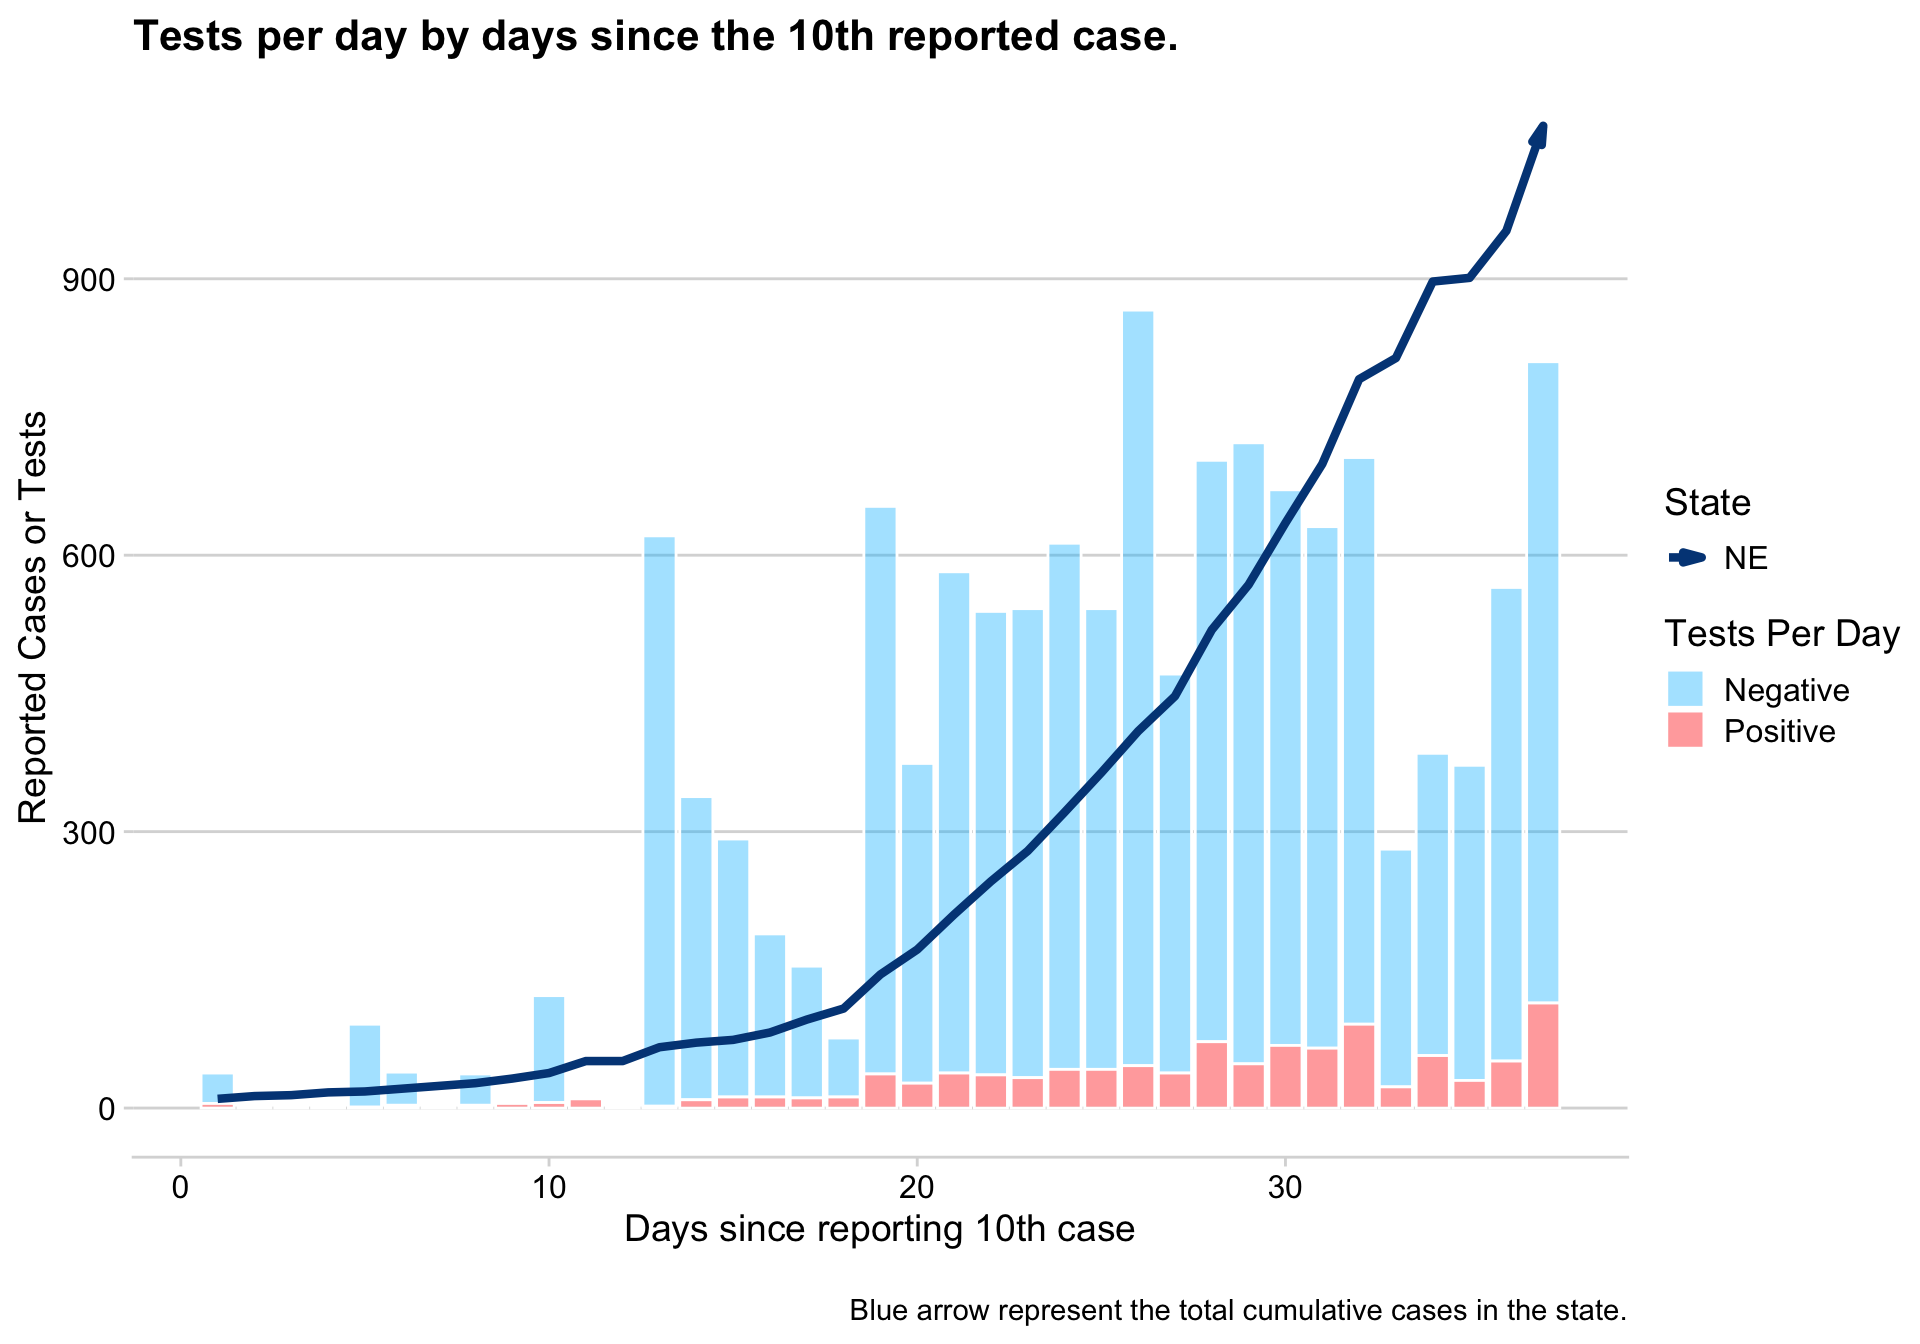 Tests per day by days since the 10th reported case.
900
600
300
0
Reported Cases or Tests
0
10
20
30
Days since reporting 10th case
State
NE
Tests Per Day
Negative
Positive
Blue arrow represent the total cumulative cases in the state.